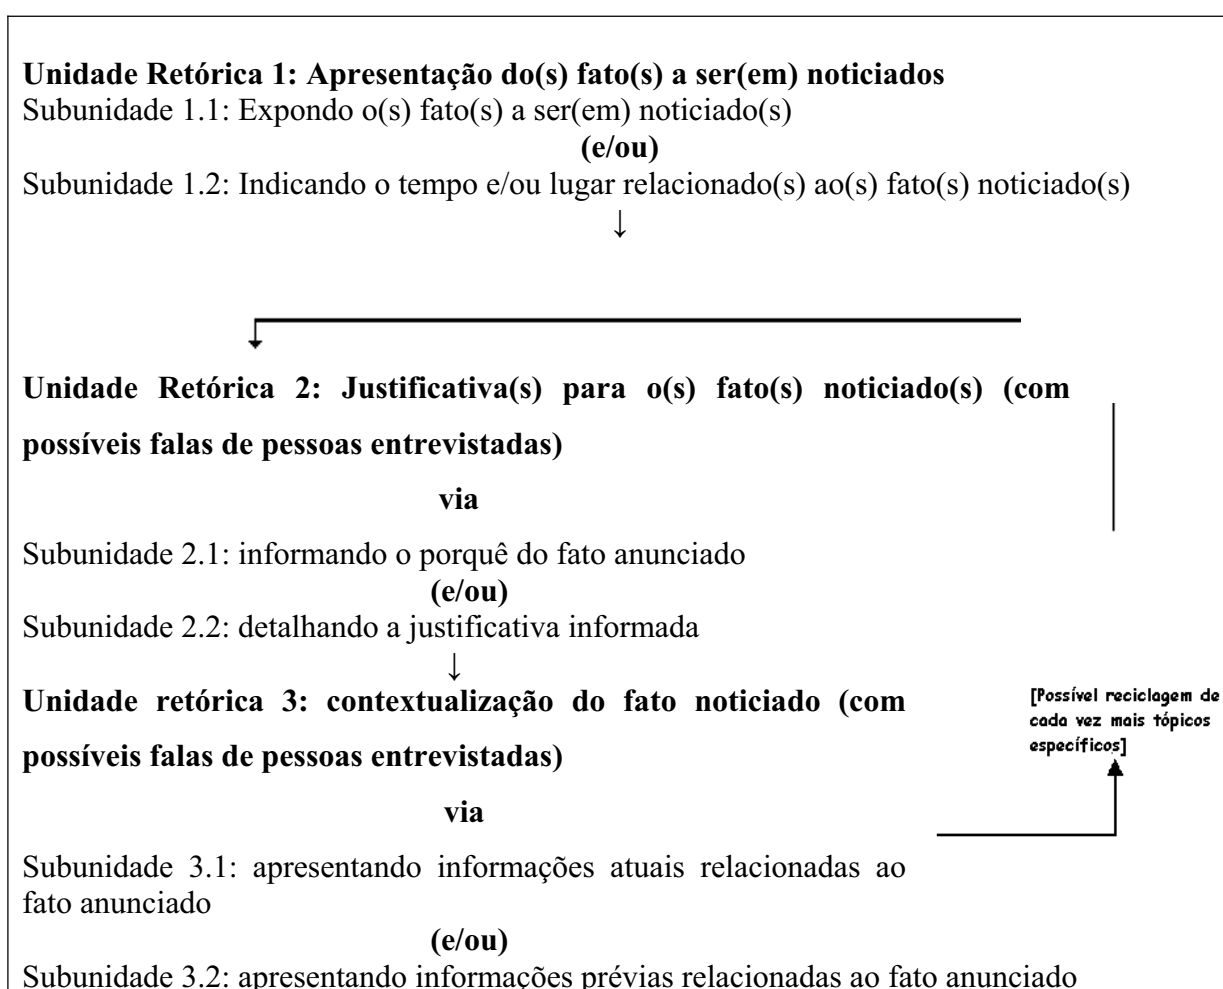 Unidade Retórica 1: Apresentação do(s) fato(s) a ser(em) noticiados
Subunidade 1.1: Expondo o(s) fato(s) a ser(em) noticiado(s)
(e/ou)
Subunidade 1.2: Indicando o tempo e/ou lugar relacionado(s) ao(s) fato(s) noticiado(s)
↓
Unidade Retórica 2: Justificativa(s) para o(s) fato(s) noticiado(s) (com
possíveis falas de pessoas entrevistadas)
via
Subunidade 2.1: informando o porquê do fato anunciado
(e/ou)
Subunidade 2.2: detalhando a justificativa informada
↓
Unidade retórica 3: contextualização do fato noticiado (com
possíveis falas de pessoas entrevistadas)
via
[Possível reciclagem de
cada vez mais tópicos
específicos]
Subunidade 3.1: apresentando informações atuais relacionadas ao
fato anunciado
(e/ou)
Subunidade 3.2: apresentando informações prévias relacionadas ao fato anunciado